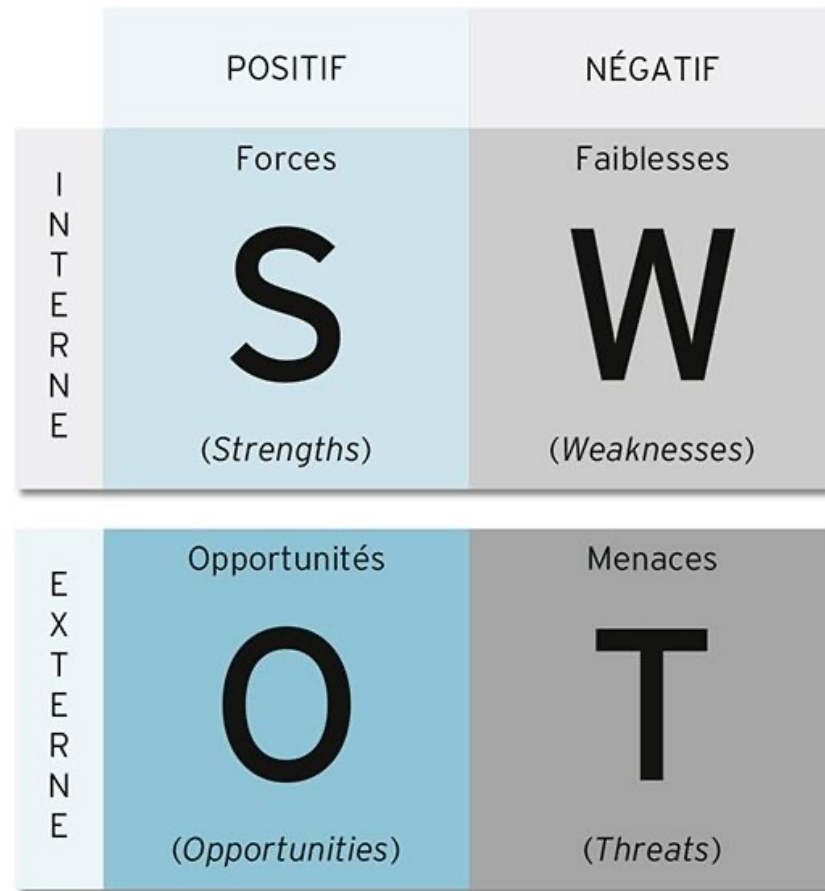 POSITIF
NÉGATIF
INTERNE
Forces
S
(Strengths)
Faiblesses
W
(Weaknesses)
EXTERNE
Opportunités
O
(Opportunities)
Menaces
T
(Threats)